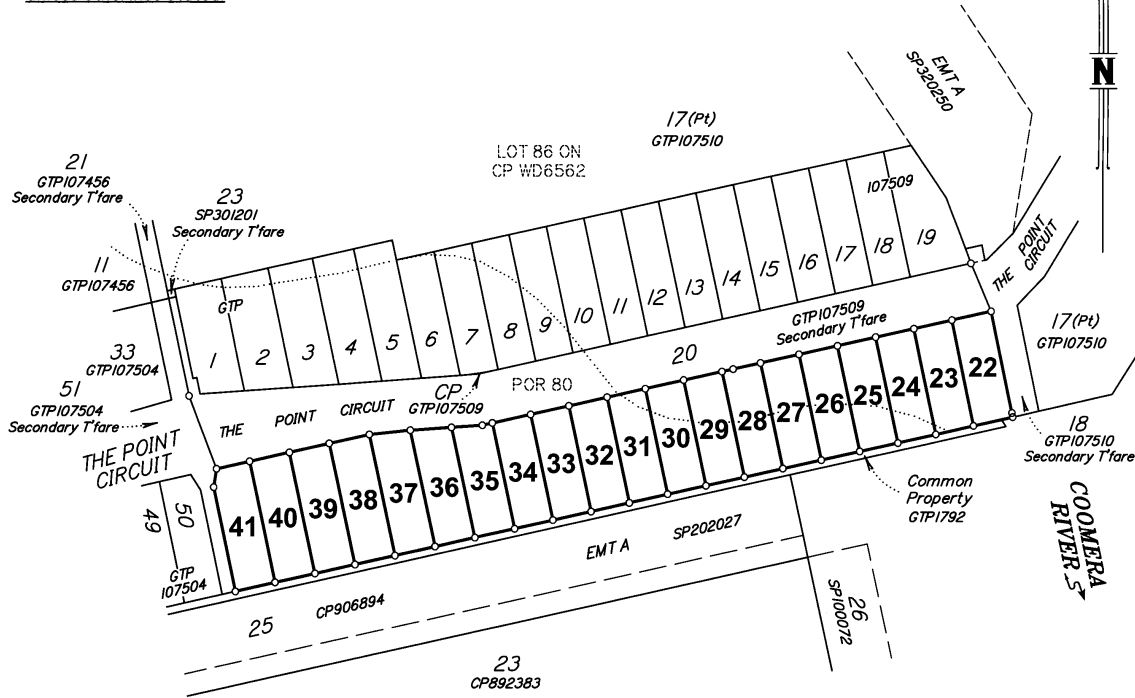 N
EMT A
SP320250
17(Pt)
GTP107510
LOT 86 ON
CP WD6562
21
GTP107456
Secondary T'fare
23
SP301201
Secondary T'fare
107509
11
GTP107456
GTP
1
2
3
4
5
6
7
8
9
10
11
12
13
14
15
16
17
18
19
THE POINT
CIRCUIT
GTP107509
Secondary T'fare
17(Pt)
GTP107510
33
GTP107504
20
POR 80
CP
GTP107509
51
GTP107504
Secondary T'fare
THE POINT CIRCUIT
THE POINT
CIRCUIT
41
40
39
38
37
36
35
34
33
32
31
30
29
28
27
26
25
24
23
22
18
GTP107510
Secondary T'fare
49
50
GTP
107504
Common
Property
GTP1792
COOMERA
RIVER
EMT A
SP202027
25
CP906894
26
SP100072
23
CP892383